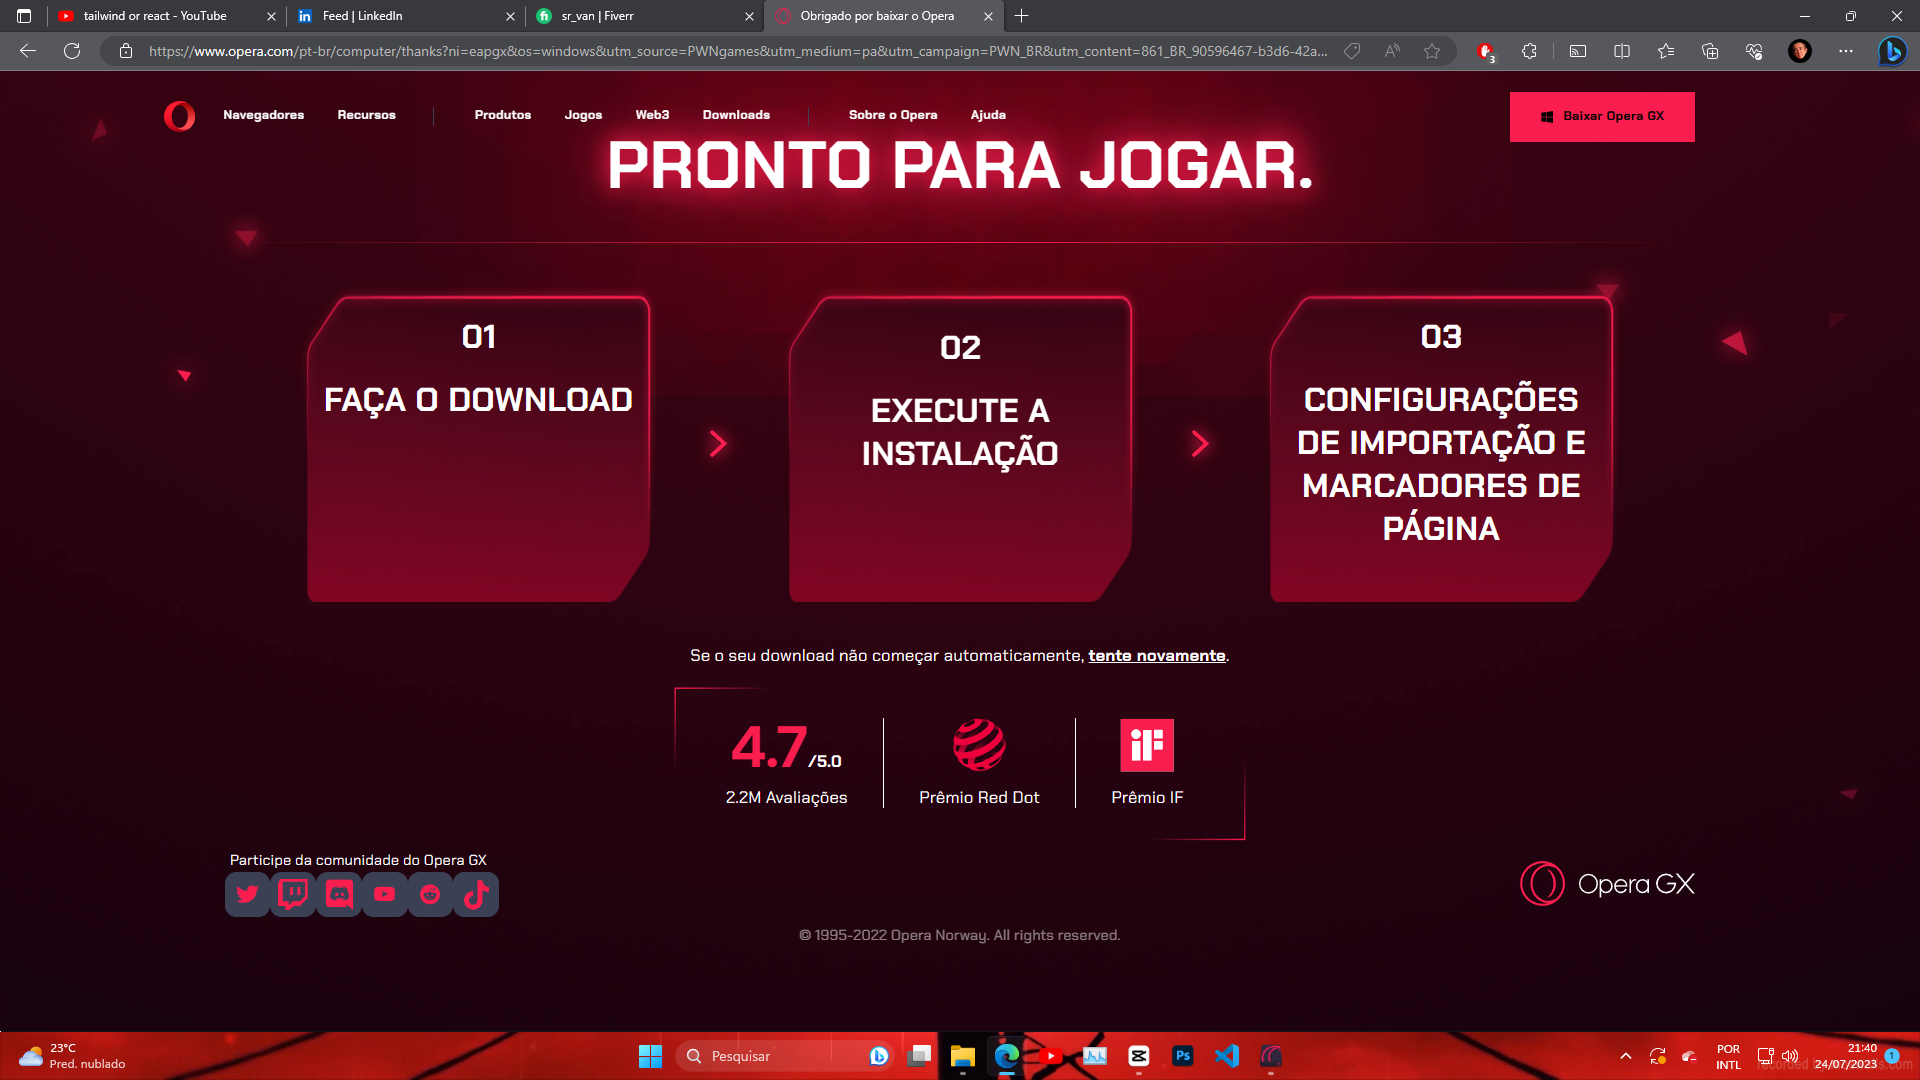 tailwind or react - YouTube
Feed | LinkedIn
sr_van | Fiverr
Obrigado por baixar o Opera
https://www.opera.com/pt-br/computer/thanks?ni=eapgx&os=windows&utm_source=PWNgames&utm_medium=pa&utm_campaign=PWN_BR&utm_content=861_BR_90596467-b3d6-42a...
3
Navegadores
Recursos
Produtos
Jogos
Web3
Downloads
Sobre o Opera
Ajuda
Baixar Opera GX
PRONTO PARA JOGAR.
01
FAÇA O DOWNLOAD
02
EXECUTE A
INSTALAÇÃO
03
CONFIGURAÇÕES
DE IMPORTAÇÃO E
MARCADORES DE
PÁGINA
Se o seu download não começar automaticamente, tente novamente.
4.7/5.0
2.2M Avaliações
Prêmio Red Dot
iF
Prêmio IF
Participe da comunidade do Opera GX
Opera GX
© 1995-2022 Opera Norway. All rights reserved.
23°C
Pred. nublado
Pesquisar
Ps
POR
INTL
21:40
24/07/2023
1